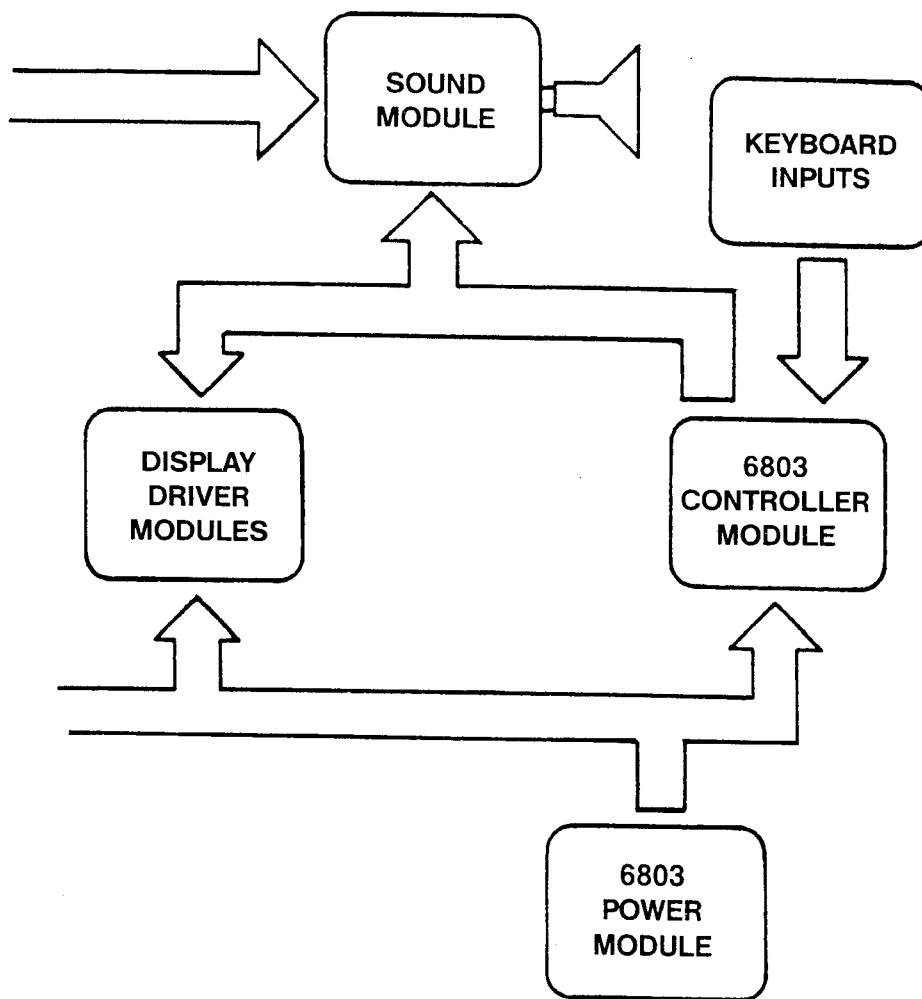 SOUND
MODULE
KEYBOARD
INPUTS
DISPLAY
DRIVER
MODULES
6803
CONTROLLER
MODULE
6803
POWER
MODULE